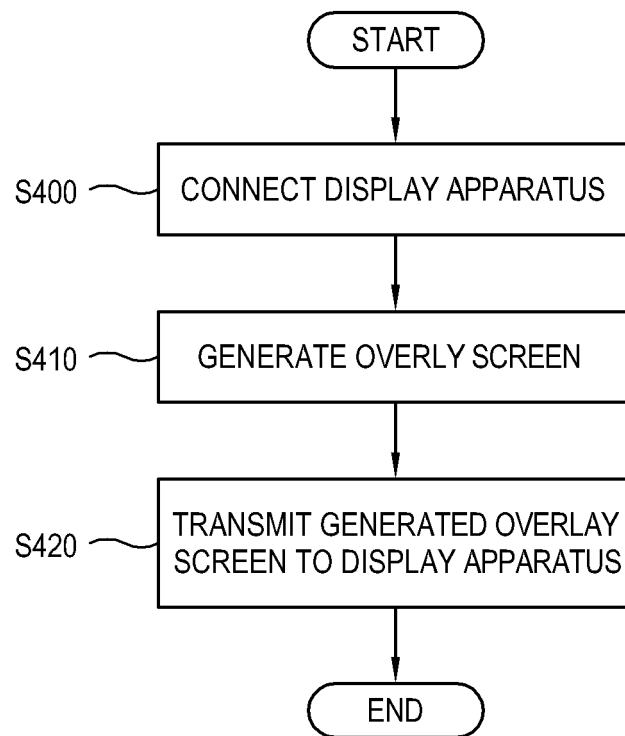 START
S400
CONNECT DISPLAY APPARATUS
S410
GENERATE OVERLY SCREEN
S420
TRANSMIT GENERATED OVERLAY
SCREEN TO DISPLAY APPARATUS
END